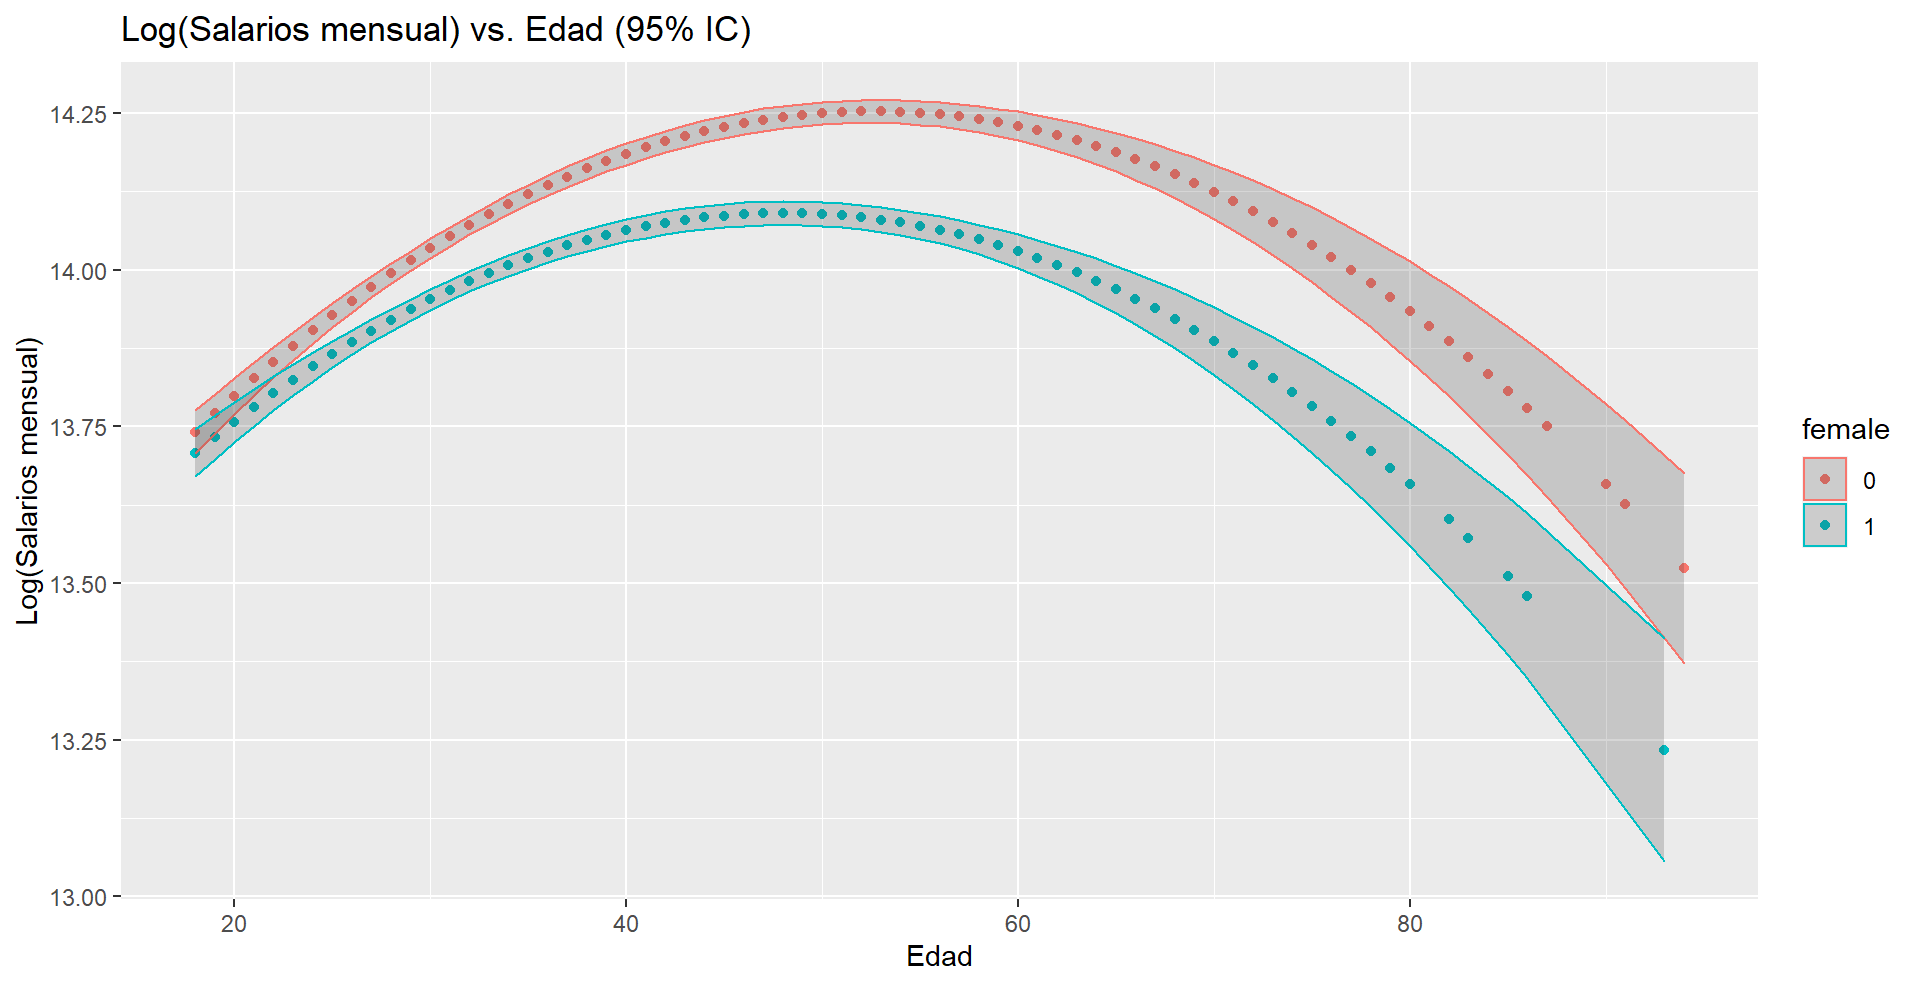 Log(Salarios mensual) vs. Edad (95% IC)
Log(Salarios mensual)
14.25
14.00
13.75
13.50
13.25
13.00
20 40 60 80
Edad
female
0
1